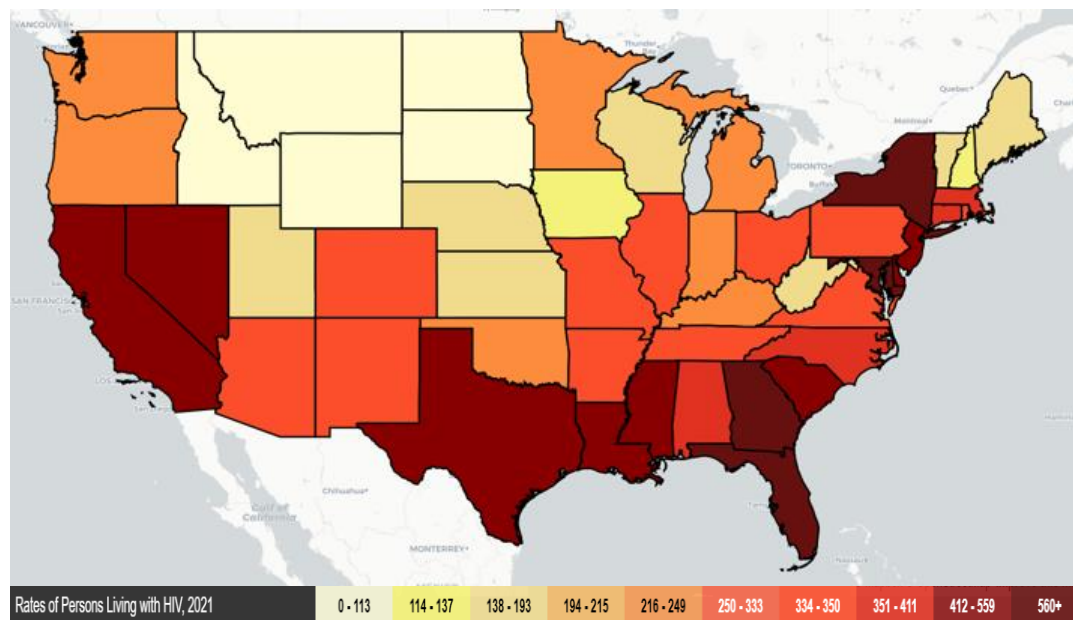 VANCOUVER
Thunder Bay
Quebec
Montreal
TORONTO
SAN FRANCISCO
LOS
Chihuahua
Gulf of
California
MONTERREY
Nassau
Rates of Persons Living with HIV, 2021
0 - 113
114 - 137
138 - 193
194 - 215
216 - 249
250 - 333
334 - 350
351 - 411
412 - 559
560+